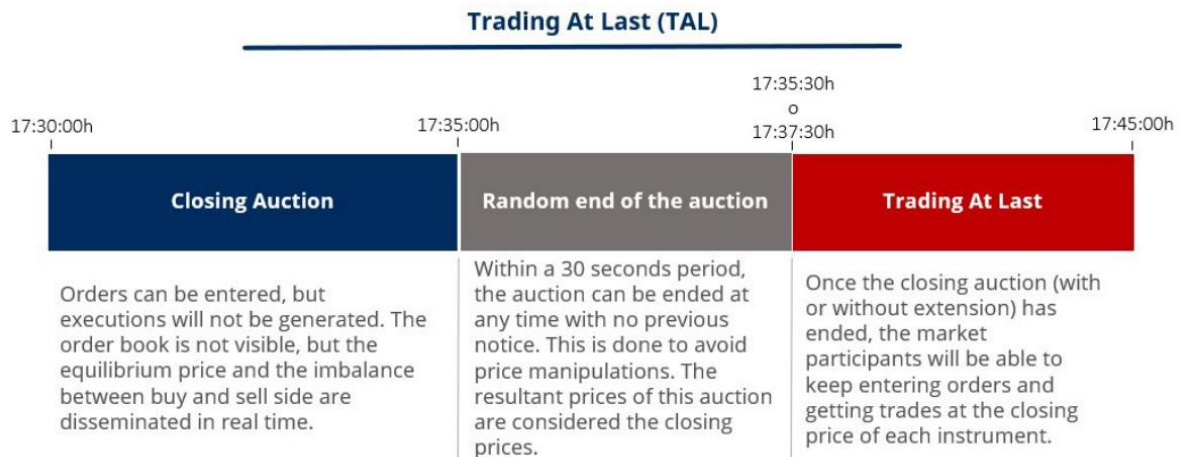 Trading At Last (TAL)
17:30:00h
17:35:00h
17:35:30h
o
17:37:30h
17:45:00h
Closing Auction
Random end of the auction
Trading At Last
Orders can be entered, but
executions will not be generated. The
order book is not visible, but the
equilibrium price and the imbalance
between buy and sell side are
disseminated in real time.
Within a 30 seconds period,
the auction can be ended at
any time with no previous
notice. This is done to avoid
price manipulations. The
resultant prices of this auction
are considered the closing
prices.
Once the closing auction (with
or without extension) has
ended, the market
participants will be able to
keep entering orders and
getting trades at the closing
price of each instrument.